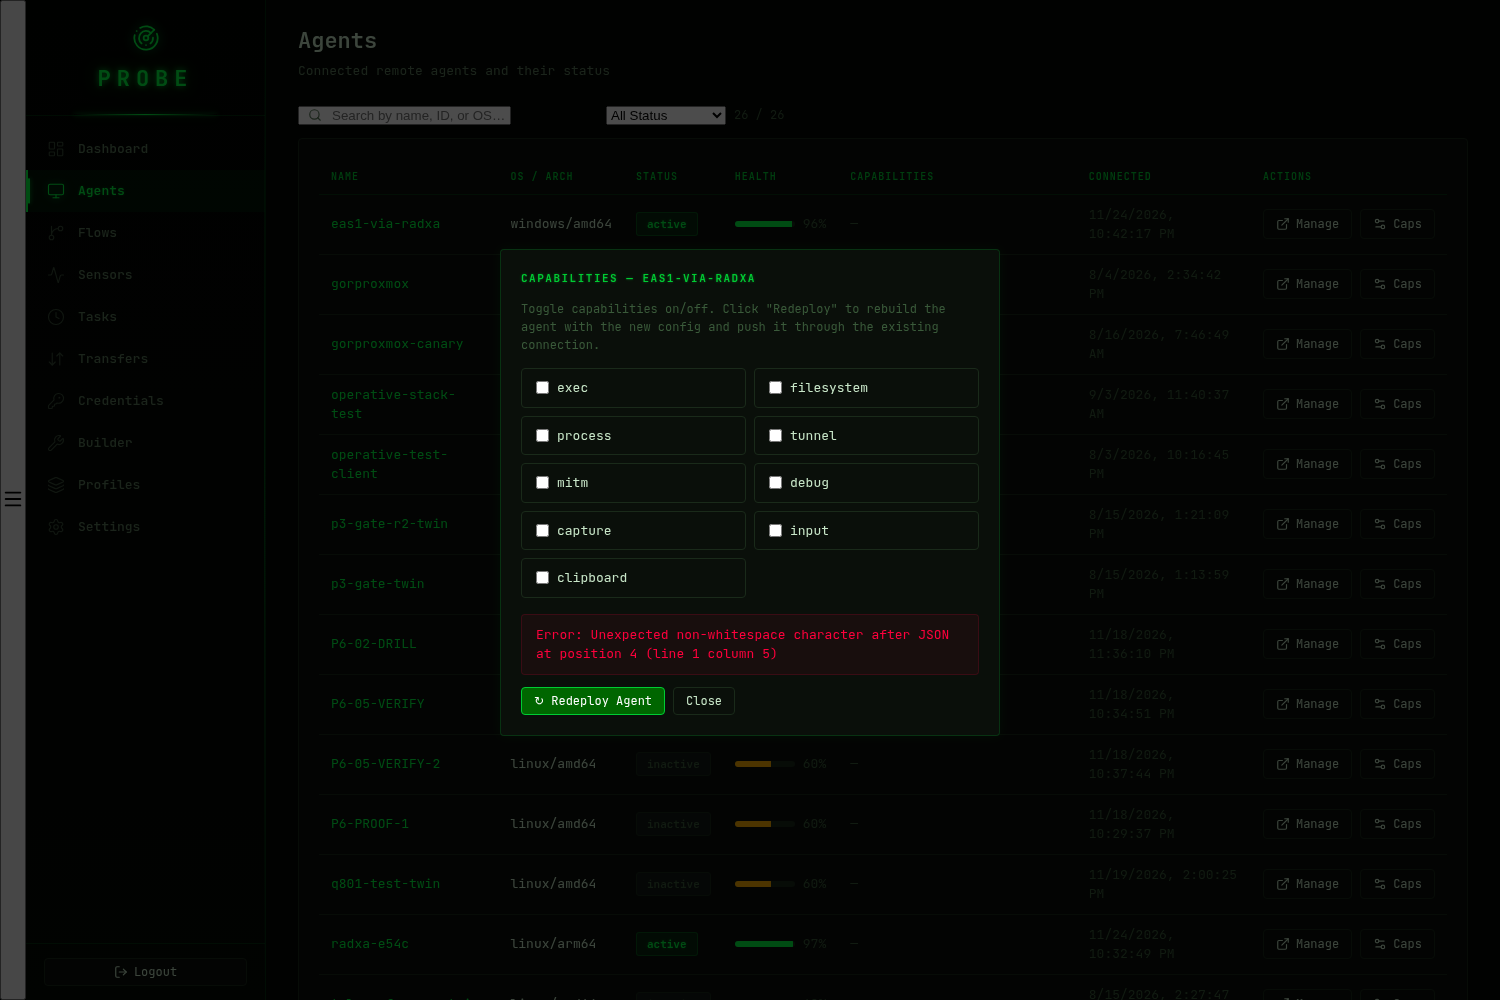 PROBE
Dashboard
Agents
Flows
Sensors
Tasks
Transfers
Credentials
Builder
Profiles
Settings
Logout
Agents
Connected remote agents and their status
Search by name, ID, or OS...
All Status
26 / 26
NAME OS / ARCH STATUS HEALTH CAPABILITIES CONNECTED ACTIONS
eas1-via-radxa windows/amd64 active 96% — 11/24/2026, 10:42:17 PM Manage Caps
gorproxmox 8/4/2026, 2:34:42 PM Manage Caps
gorproxmox-canary 8/16/2026, 7:46:49 AM Manage Caps
operative-stack-test 9/3/2026, 11:40:37 AM Manage Caps
operative-test-client 8/3/2026, 10:16:45 PM Manage Caps
p3-gate-r2-twin 8/15/2026, 1:21:09 PM Manage Caps
p3-gate-twin 8/15/2026, 1:13:59 PM Manage Caps
P6-02-DRILL 11/18/2026, 11:36:10 PM Manage Caps
P6-05-VERIFY 11/18/2026, 10:34:51 PM Manage Caps
P6-05-VERIFY-2 linux/amd64 inactive 60% — 11/18/2026, 10:37:44 PM Manage Caps
P6-PROOF-1 linux/amd64 inactive 60% — 11/18/2026, 10:29:37 PM Manage Caps
q801-test-twin linux/amd64 inactive 60% — 11/19/2026, 2:00:25 PM Manage Caps
radxa-e54c linux/arm64 active 97% — 11/24/2026, 10:32:49 PM Manage Caps
8/15/2026, 2:27:47
CAPABILITIES — EAS1-VIA-RADXA
Toggle capabilities on/off. Click "Redeploy" to rebuild the
agent with the new config and push it through the existing
connection.
exec
filesystem
process
tunnel
mitm
debug
capture
input
clipboard
Error: Unexpected non-whitespace character after JSON
at position 4 (line 1 column 5)
↻ Redeploy Agent
Close